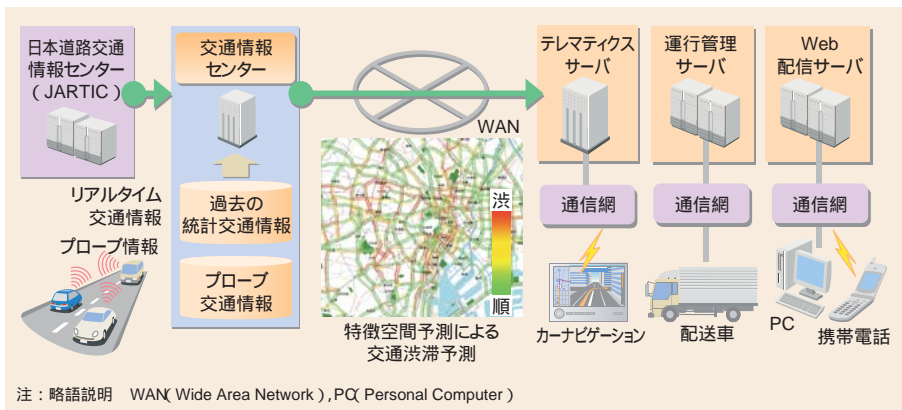 日本道路交通
情報センター
(JARTIC)
交通情報
センター
テレマティクス
サーバ
運行管理
サーバ
Web
配信サーバ
WAN
リアルタイム
交通情報
プローブ情報
過去の
統計交通情報
プローブ
交通情報
渋
順
特徴空間予測による
交通渋滞予測
通信網
通信網
通信網
カーナビゲーション
配送車
PC
携帯電話
注:略語説明 WAN(Wide Area Network),PC(Personal Computer)